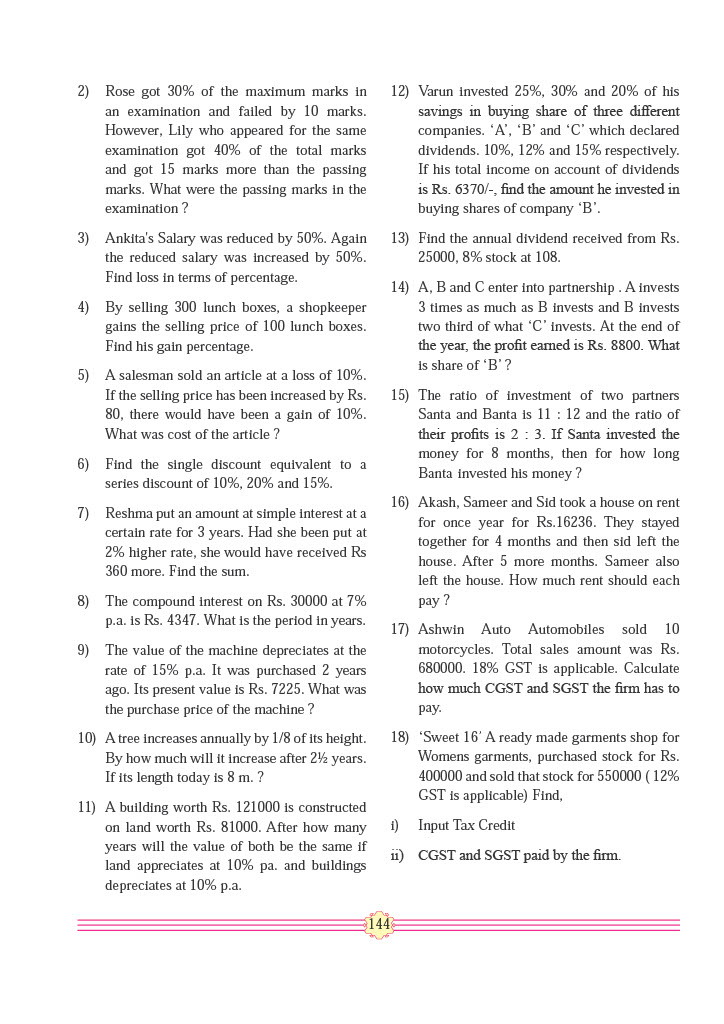 2) Rose got 30% of the maximum marks in
an examination and failed by 10 marks.
However, Lily who appeared for the same
examination got 40% of the total marks
and got 15 marks more than the passing
marks. What were the passing marks in the
examination ?
3) Ankita's Salary was reduced by 50%. Again
the reduced salary was increased by 50%.
Find loss in terms of percentage.
4) By selling 300 lunch boxes, a shopkeeper
gains the selling price of 100 lunch boxes.
Find his gain percentage.
5) A salesman sold an article at a loss of 10%.
If the selling price has been increased by Rs.
80, there would have been a gain of 10%.
What was cost of the article ?
6) Find the single discount equivalent to a
series discount of 10%, 20% and 15%.
7) Reshma put an amount at simple interest at a
certain rate for 3 years. Had she been put at
2% higher rate, she would have received Rs
360 more. Find the sum.
8) The compound interest on Rs. 30000 at 7%
p.a. is Rs. 4347. What is the period in years.
9) The value of the machine depreciates at the
rate of 15% p.a. It was purchased 2 years
ago. Its present value is Rs. 7225. What was
the purchase price of the machine ?
10) A tree increases annually by 1/8 of its height.
By how much will it increase after 2½ years.
If its length today is 8 m. ?
11) A building worth Rs. 121000 is constructed
on land worth Rs. 81000. After how many
years will the value of both be the same if
land appreciates at 10% pa. and buildings
depreciates at 10% p.a.
12) Varun invested 25%, 30% and 20% of his
savings in buying share of three different
companies. ‘A’, ‘B’ and ‘C’ which declared
dividends. 10%, 12% and 15% respectively.
If his total income on account of dividends
is Rs. 6370/-, find the amount he invested in
buying shares of company ‘B’.
13) Find the annual dividend received from Rs.
25000, 8% stock at 108.
14) A, B and C enter into partnership . A invests
3 times as much as B invests and B invests
two third of what ‘C’ invests. At the end of
the year, the profit earned is Rs. 8800. What
is share of ‘B’ ?
15) The ratio of investment of two partners
Santa and Banta is 11 : 12 and the ratio of
their profits is 2 : 3. If Santa invested the
money for 8 months, then for how long
Banta invested his money ?
16) Akash, Sameer and Sid took a house on rent
for once year for Rs.16236. They stayed
together for 4 months and then sid left the
house. After 5 more months. Sameer also
left the house. How much rent should each
pay ?
17) Ashwin Auto Automobiles sold 10
motorcycles. Total sales amount was Rs.
680000. 18% GST is applicable. Calculate
how much CGST and SGST the firm has to
pay.
18) ‘Sweet 16′ A ready made garments shop for
Womens garments, purchased stock for Rs.
400000 and sold that stock for 550000 ( 12%
GST is applicable) Find,
i) Input Tax Credit
ii) CGST and SGST paid by the firm.
144